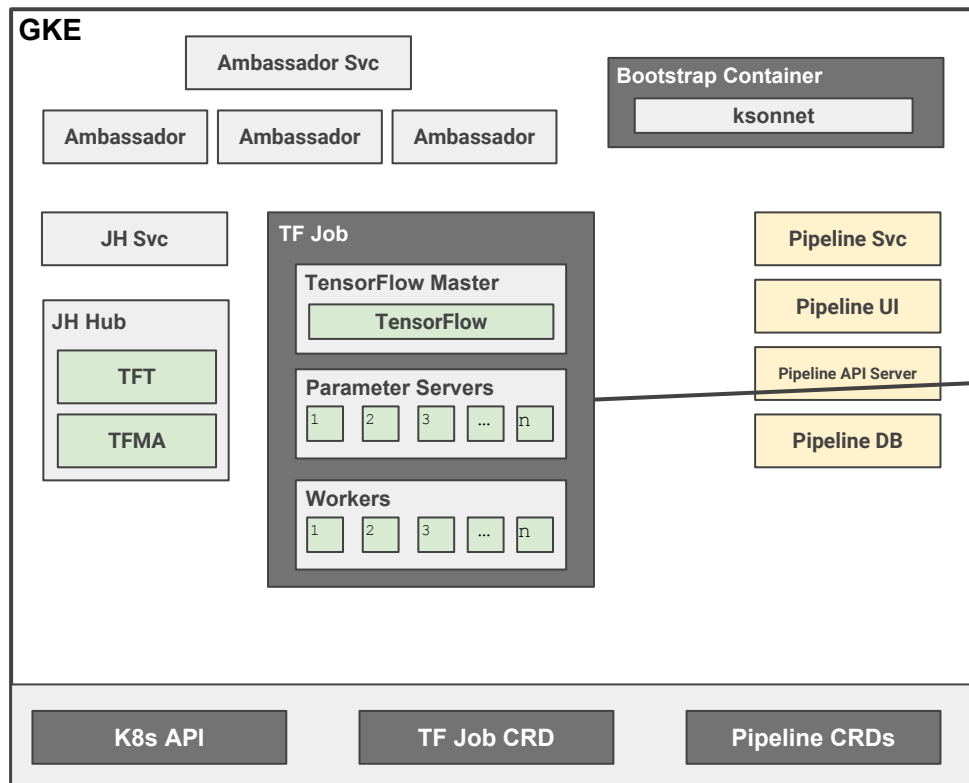 GKE
Ambassador Svc
Bootstrap Container
ksonnet
Ambassador Ambassador Ambassador
JH Svc
TF Job
Pipeline Svc
TensorFlow Master
TensorFlow
Pipeline UI
JH Hub
TFT
TFMA
Parameter Servers
1 2 3 ... n
Pipeline API Server
Pipeline DB
Workers
1 2 3 ... n
K8s API
TF Job CRD
Pipeline CRDs